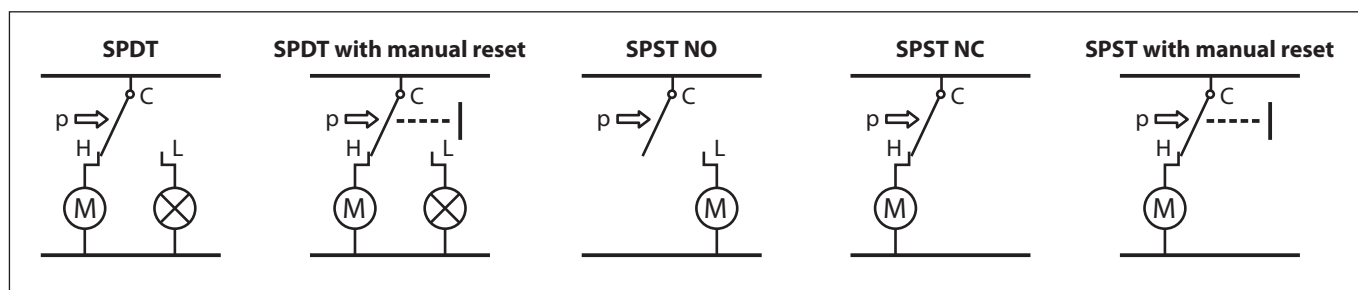 SPDT
SPDT with manual reset
SPST NO
SPST NC
SPST with manual reset
C
C
C
C
C
p
p
p
p
p
H
L
H
L
L
H
H
M
M
M
M
M